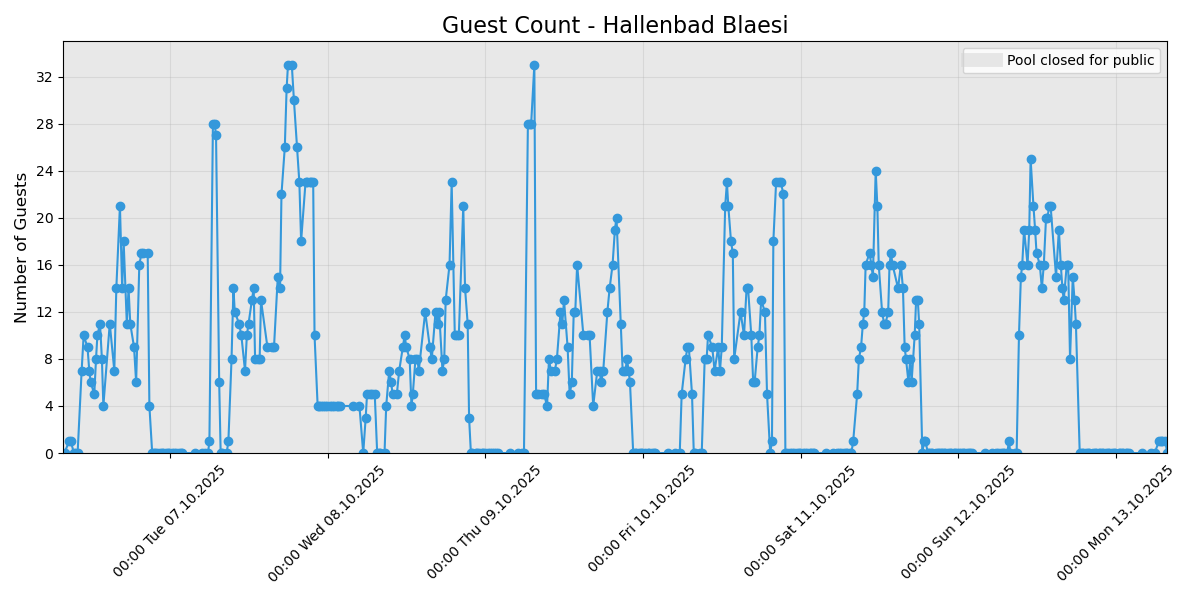 Guest Count - Hallenbad Blaesi
Pool closed for public
Number of Guests
32
28
24
20
16
12
8
4
0
00:00 Tue 07.10.2025
00:00 Wed 08.10.2025
00:00 Thu 09.10.2025
00:00 Fri 10.10.2025
00:00 Sat 11.10.2025
00:00 Sun 12.10.2025
00:00 Mon 13.10.2025